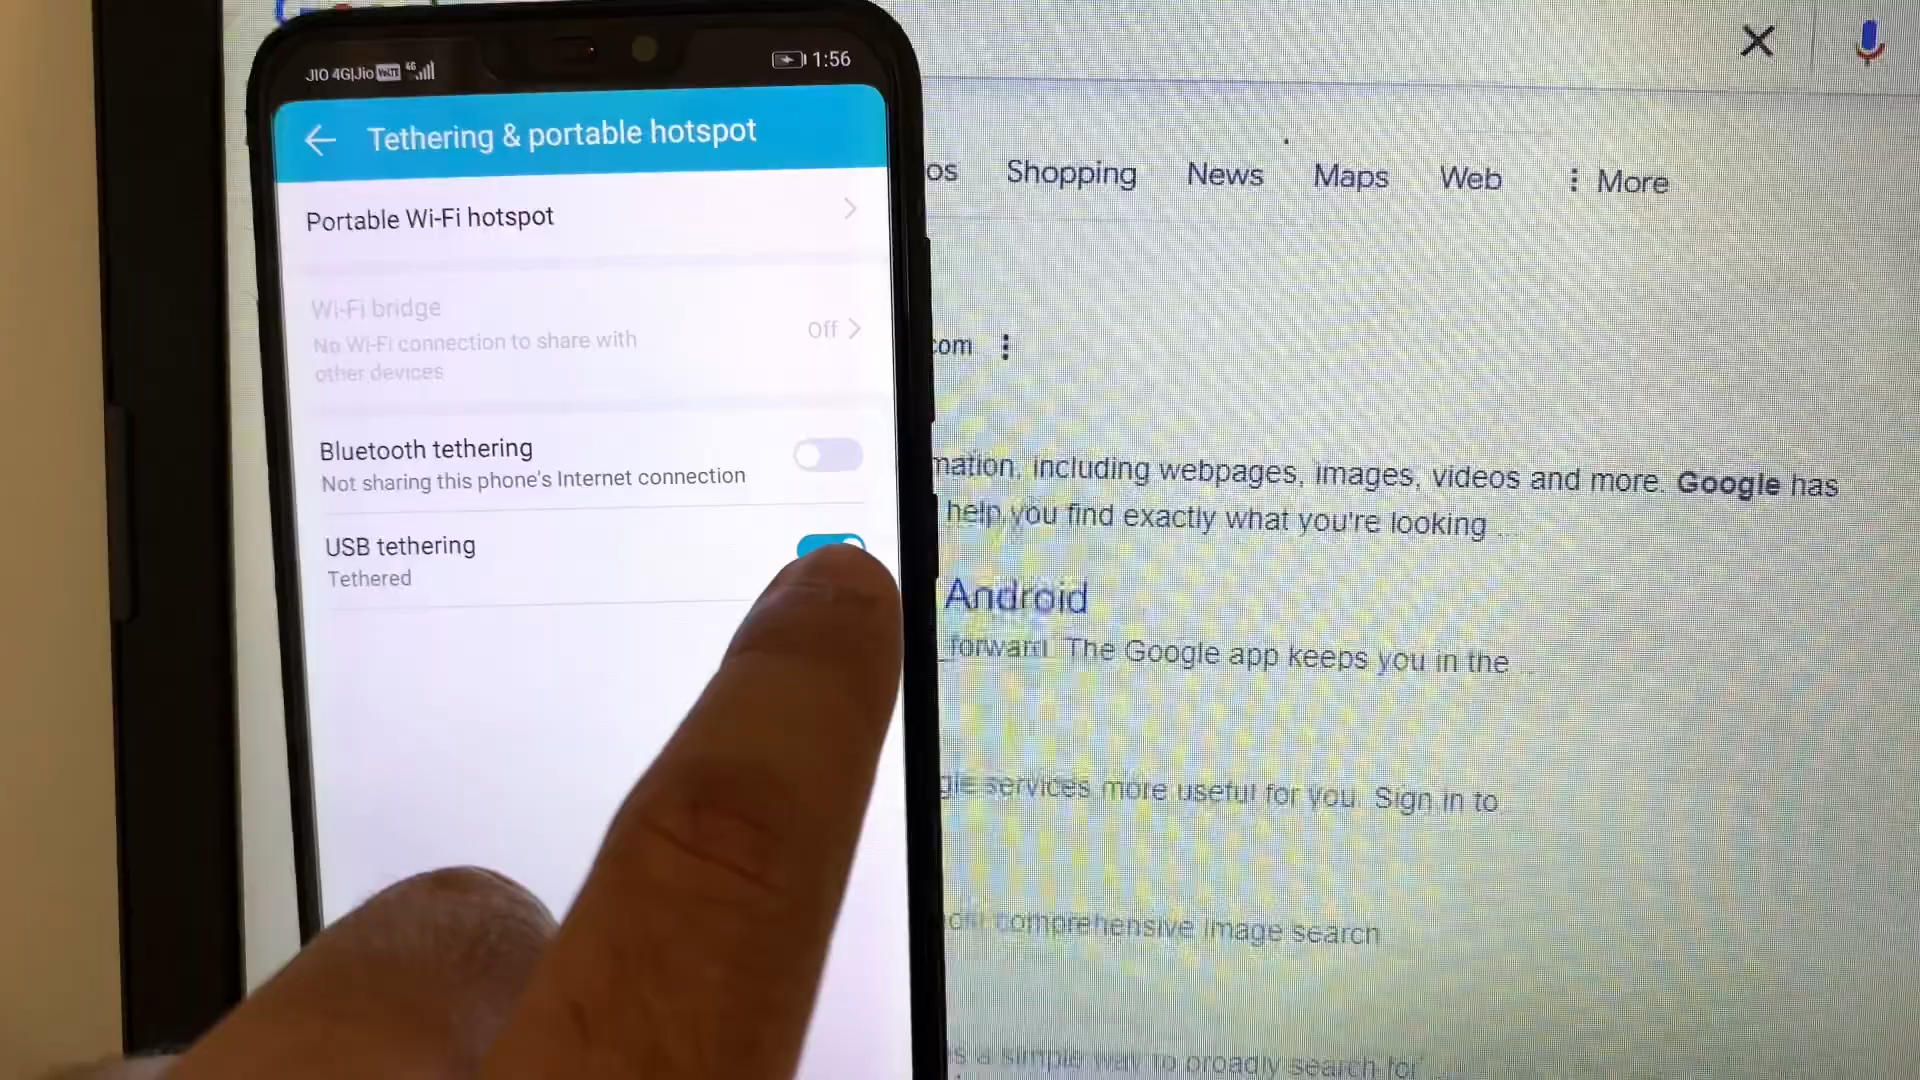 JIO 4G|Jio VoLTE 4G
1:56
Tethering & portable hotspot
Portable Wi-Fi hotspot
Wi-Fi bridge
No Wi-Fi connection to share with
other devices
Off
Bluetooth tethering
Not sharing this phone's Internet connection
USB tethering
Tethered
os Shopping News Maps Web More
com
mation, including webpages, images, videos and more. Google has
help you find exactly what you're looking ...
Android
forward. The Google app keeps you in the ...
gle services more useful for you. Sign in to
comprehensive image search
s a simple way to broadly search for